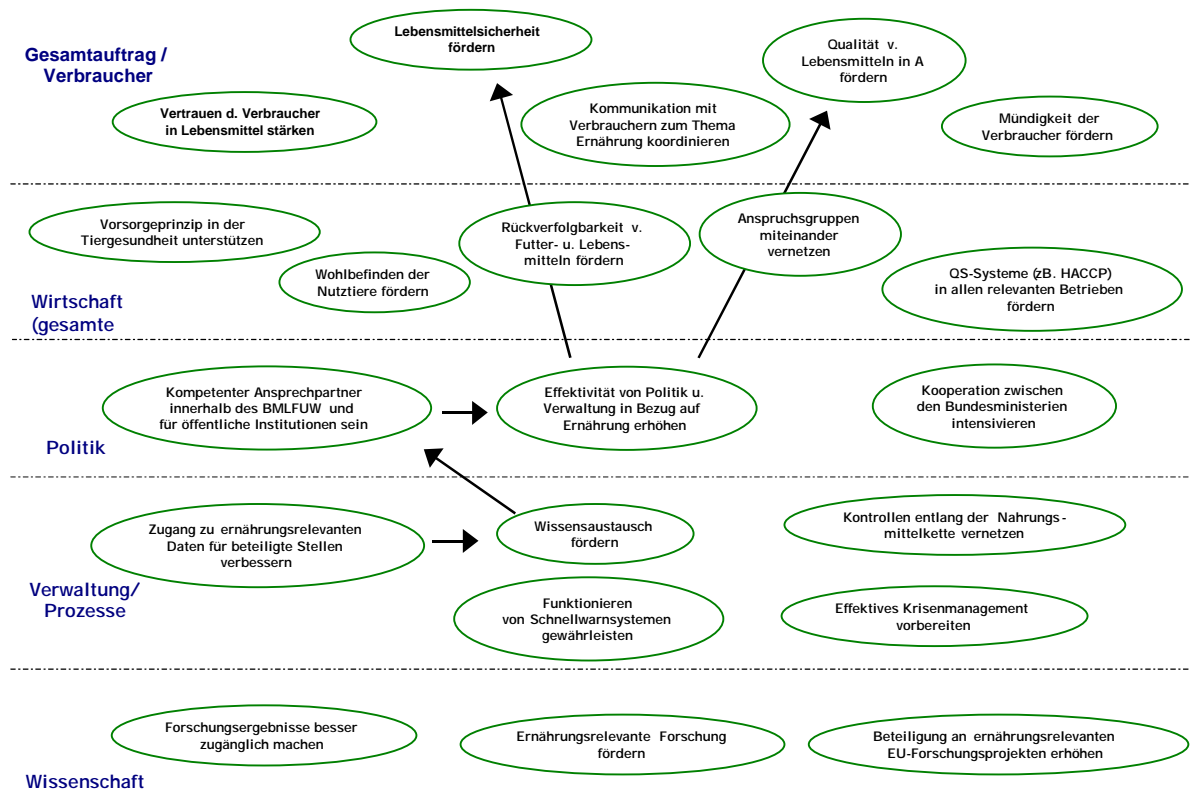 Gesamtauftrag /
Verbraucher
Lebensmittelsicherheit
fördern
Qualität v.
Lebensmitteln in A
fördern
Vertrauen d. Verbraucher
in Lebensmittel stärken
Kommunikation mit
Verbrauchern zum Thema
Ernährung koordinieren
Mündigkeit der
Verbraucher fördern
Wirtschaft
(gesamte
Vorsorgeprinzip in der
Tiergesundheit unterstützen
Wohlbefinden der
Nutztiere fördern
Rückverfolgbarkeit v.
Futter- u. Lebens-
mitteln fördern
Anspruchsgruppen
miteinander
vernetzen
QS-Systeme (zB. HACCP)
in allen relevanten Betrieben
fördern
Politik
Kompetenter Ansprechpartner
innerhalb des BMLFUW und
für öffentliche Institutionen sein
Effektivität von Politik u.
Verwaltung in Bezug auf
Ernährung erhöhen
Kooperation zwischen
den Bundesministerien
intensivieren
Verwaltung/
Prozesse
Zugang zu ernährungsrelevanten
Daten für beteiligte Stellen
verbessern
Wissensaustausch
fördern
Kontrollen entlang der Nahrungs-
mittelkette vernetzen
Funktionieren
von Schnellwarnsystemen
gewährleisten
Effektives Krisenmanagement
vorbereiten
Wissenschaft
Forschungsergebnisse besser
zugänglich machen
Ernährungsrelevante Forschung
fördern
Beteiligung an ernährungsrelevanten
EU-Forschungsprojekten erhöhen